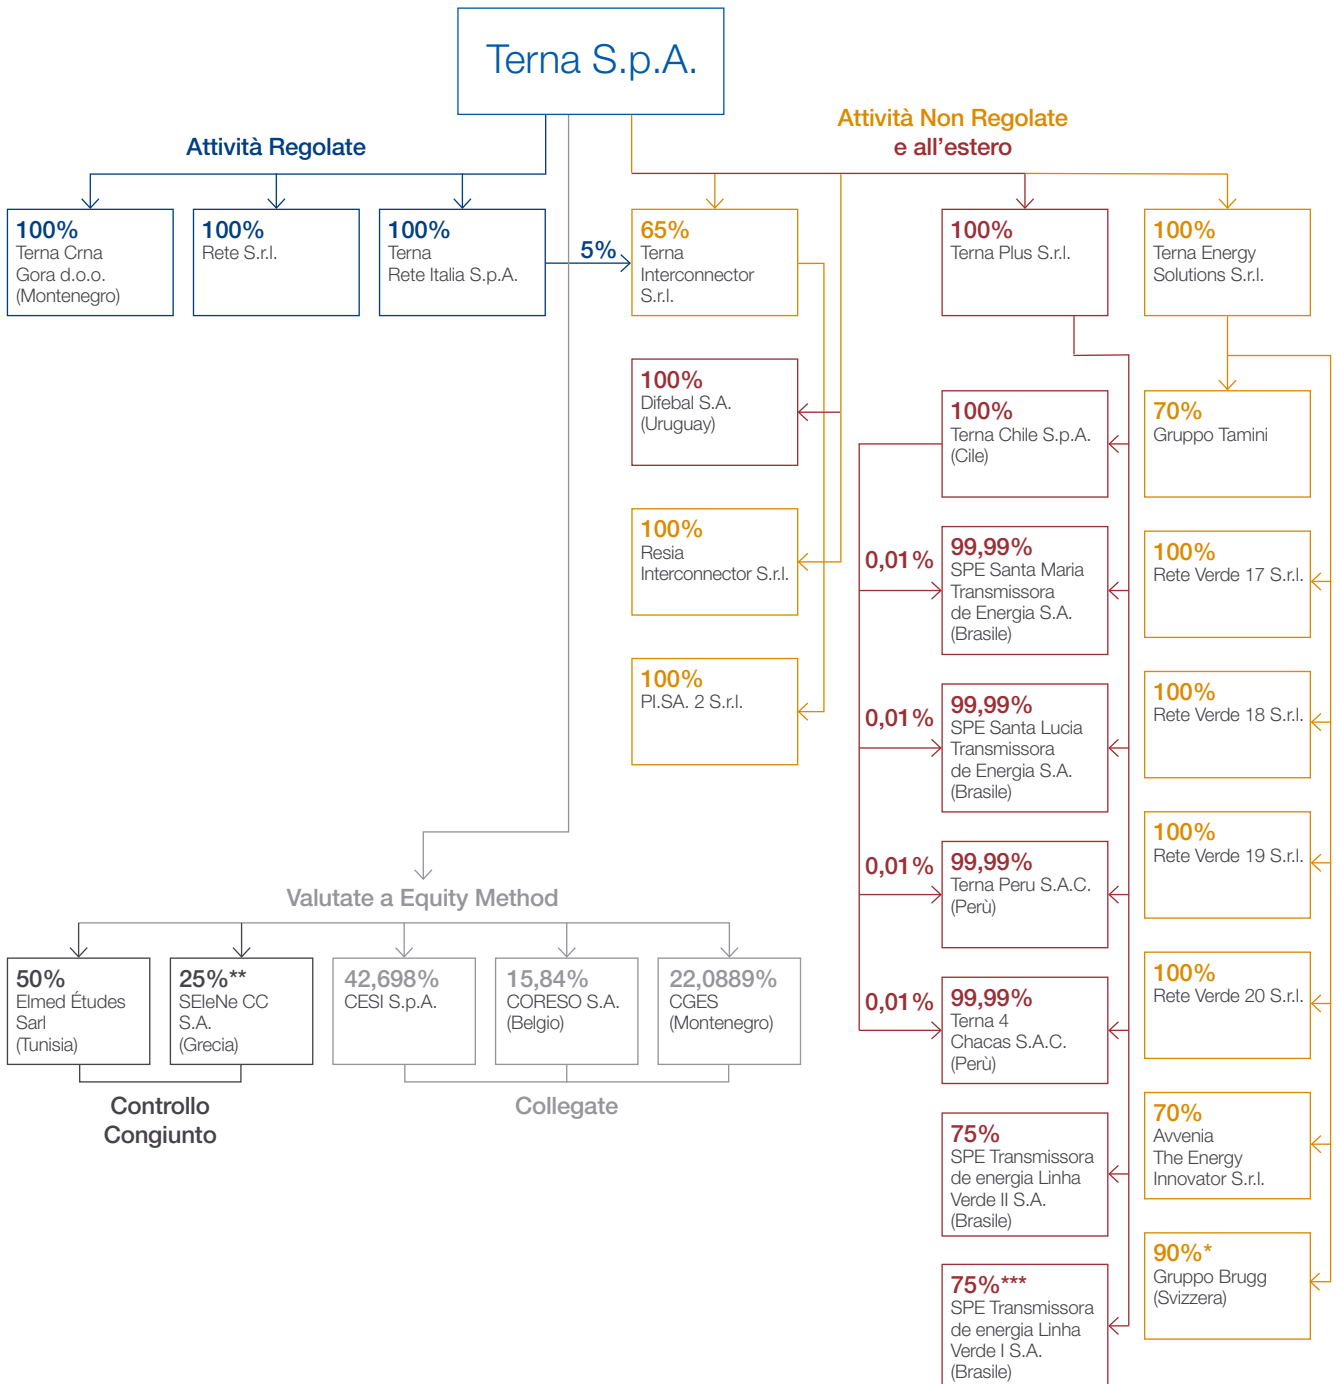 Terna S.p.A.
Attività Regolate
Attività Non Regolate
e all'estero
100%
Terna Crna
Gora d.o.o.
(Montenegro)
100%
Rete S.r.l.
100%
Terna
Rete Italia S.p.A.
5%
65%
Terna
Interconnector
S.r.l.
100%
Terna Plus S.r.l.
100%
Terna Energy
Solutions S.r.l.
100%
Difebal S.A.
(Uruguay)
100%
Resia
Interconnector S.r.l.
100%
PI.SA. 2 S.r.l.
100%
Terna Chile S.p.A.
(Cile)
0,01%
99,99%
SPE Santa Maria
Transmissora
de Energia S.A.
(Brasile)
0,01%
99,99%
SPE Santa Lucia
Transmissora
de Energia S.A.
(Brasile)
0,01%
99,99%
Terna Peru S.A.C.
(Perù)
0,01%
99,99%
Terna 4
Chacas S.A.C.
(Perù)
75%
SPE Transmissora
de energia Linha
Verde II S.A.
(Brasile)
75%***
SPE Transmissora
de energia Linha
Verde I S.A.
(Brasile)
70%
Gruppo Tamini
100%
Rete Verde 17 S.r.l.
100%
Rete Verde 18 S.r.l.
100%
Rete Verde 19 S.r.l.
100%
Rete Verde 20 S.r.l.
70%
Avvenia
The Energy
Innovator S.r.l.
90%*
Gruppo Brugg
(Svizzera)
Valutate a Equity Method
50%
Elmed Études
Sarl
(Tunisia)
25%**
SEleNe CC
S.A.
(Grecia)
42,698%
CESI S.p.A.
15,84%
CORESO S.A.
(Belgio)
22,0889%
CGES
(Montenegro)
Controllo
Congiunto
Collegate